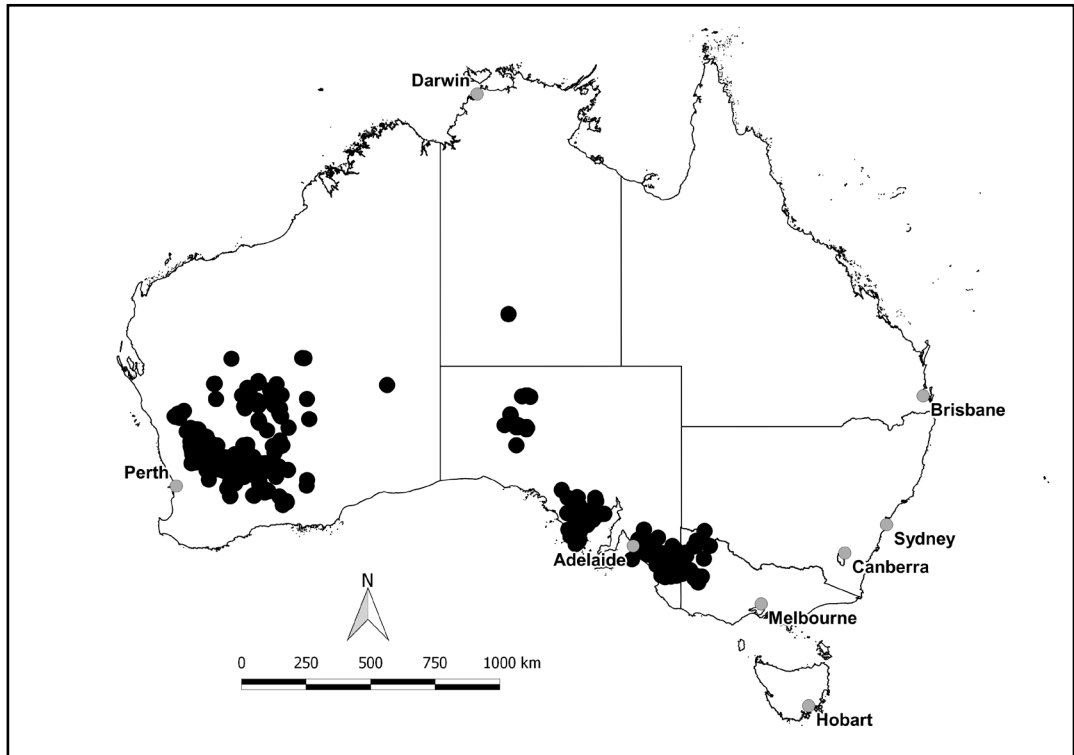 Darwin
Brisbane
Perth
Sydney
Adelaide
Canberra
Melbourne
N
0 250 500 750 1000 km
Hobart